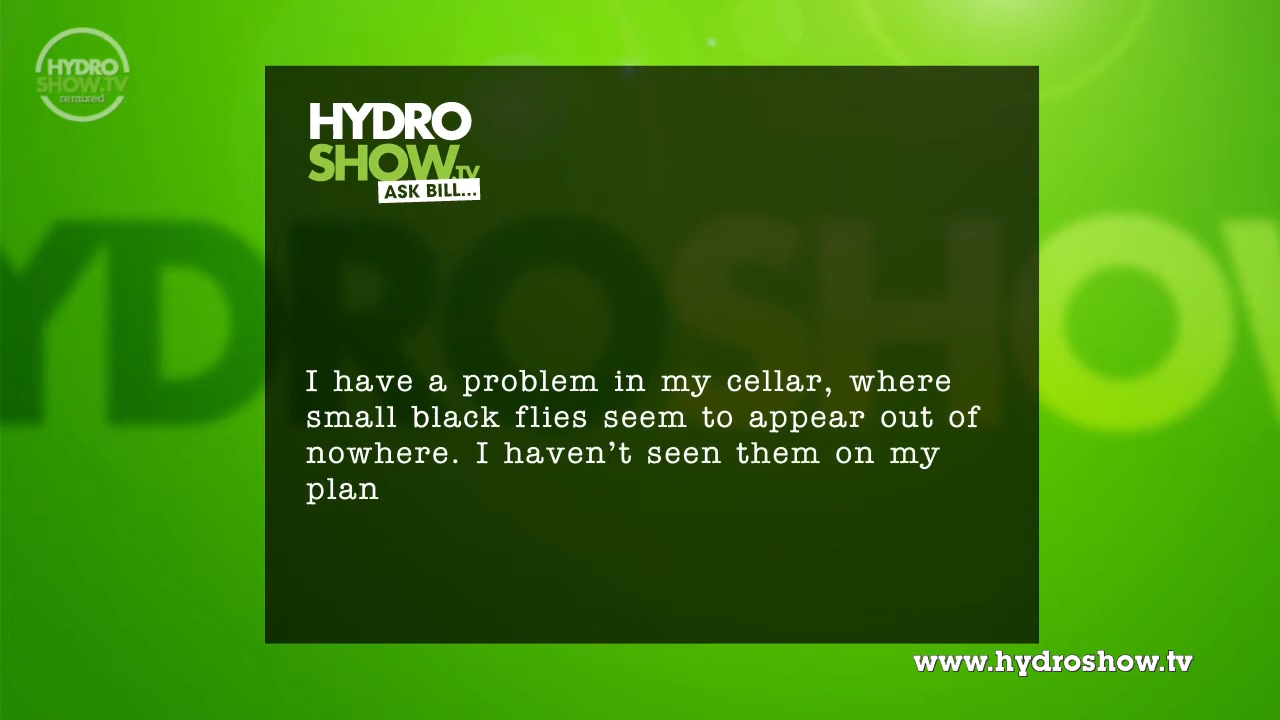 HYDRO
SHOW.TV
remixed
HYDRO
SHOW.TV
ASK BILL...
HYDROSHOW
I have a problem in my cellar, where
small black flies seem to appear out of
nowhere. I haven't seen them on my
plan
www.hydroshow.tv